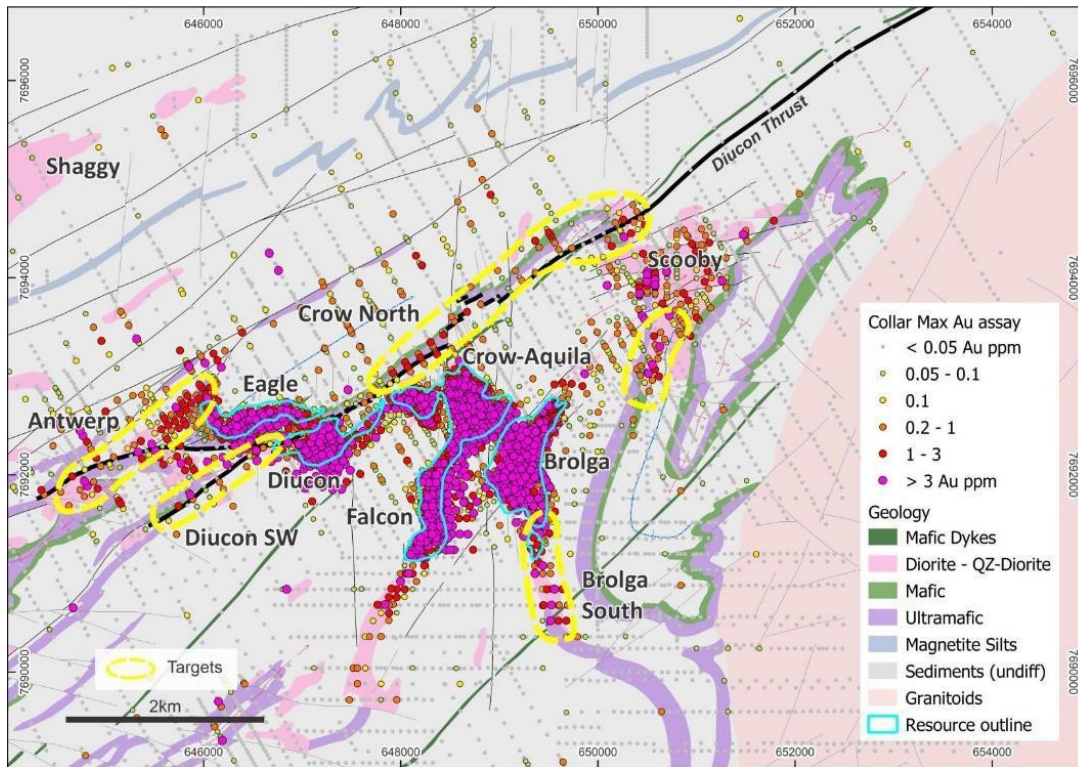 646000 648000 650000 652000 654000
7696000
7696000
Shaggy
Diucon Thrust
7694000
7694000
Scooby
Crow North
Crow-Aquila
Eagle
Antwerp
Brolga
7692000
7692000
Diucon
Falcon
Diucon SW
Brolga
South
7690000
7690000
Targets
2km
646000 648000 650000 652000 654000
Collar Max Au assay
< 0.05 Au ppm
0.05 - 0.1
0.1
0.2 - 1
1 - 3
> 3 Au ppm
Geology
Mafic Dykes
Diorite - QZ-Diorite
Mafic
Ultramafic
Magnetite Silts
Sediments (undiff)
Granitoids
Resource outline